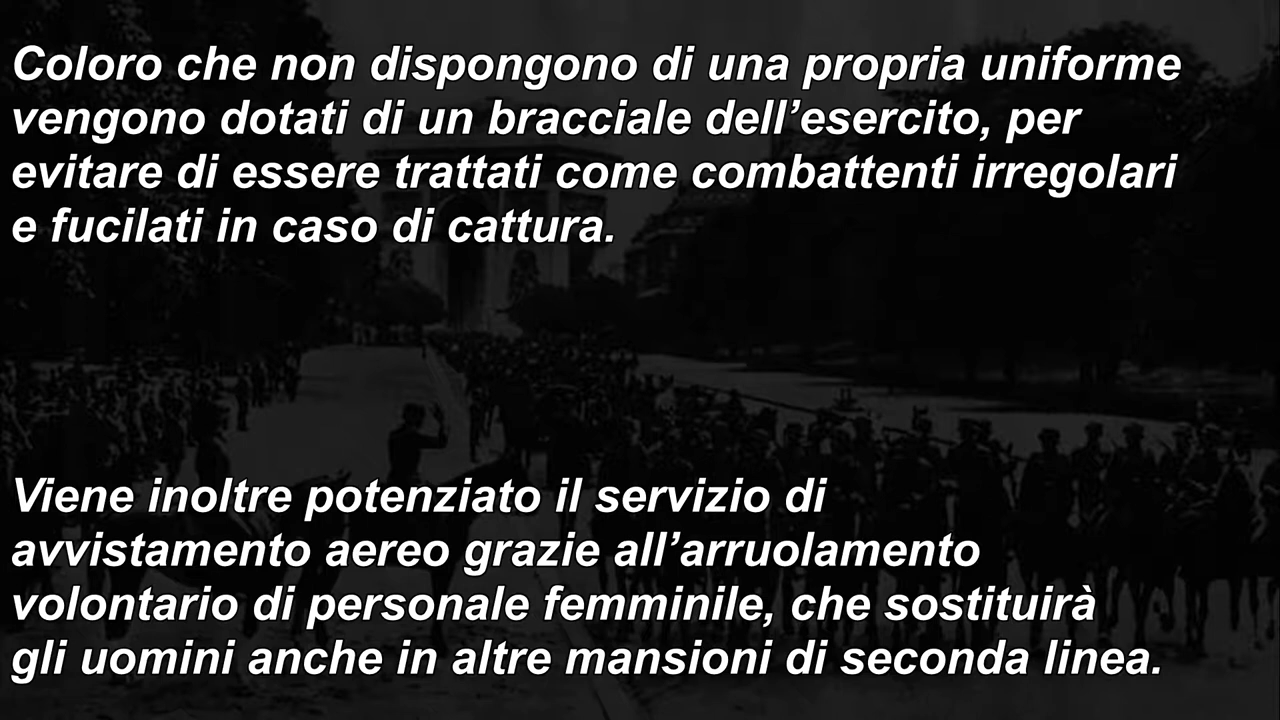 Coloro che non dispongono di una propria uniforme
vengono dotati di un bracciale dell’esercito, per
evitare di essere trattati come combattenti irregolari
e fucilati in caso di cattura.
Viene inoltre potenziato il servizio di
avvistamento aereo grazie all’arruolamento
volontario di personale femminile, che sostituirà
gli uomini anche in altre mansioni di seconda linea.